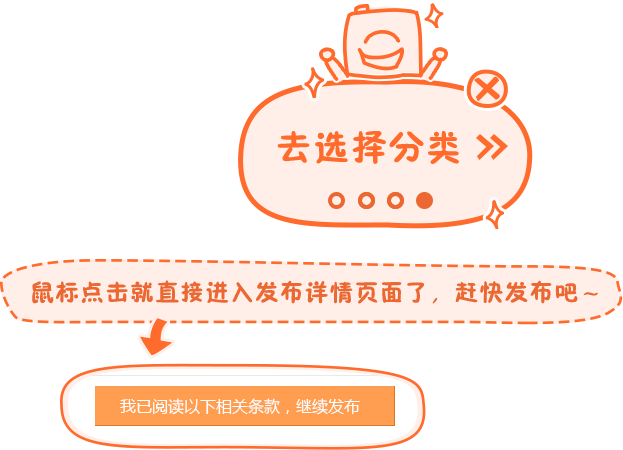 去选择分类
鼠标点击就直接进入发布详情页面了，赶快发布吧~
我已阅读以下相关条款，继续发布